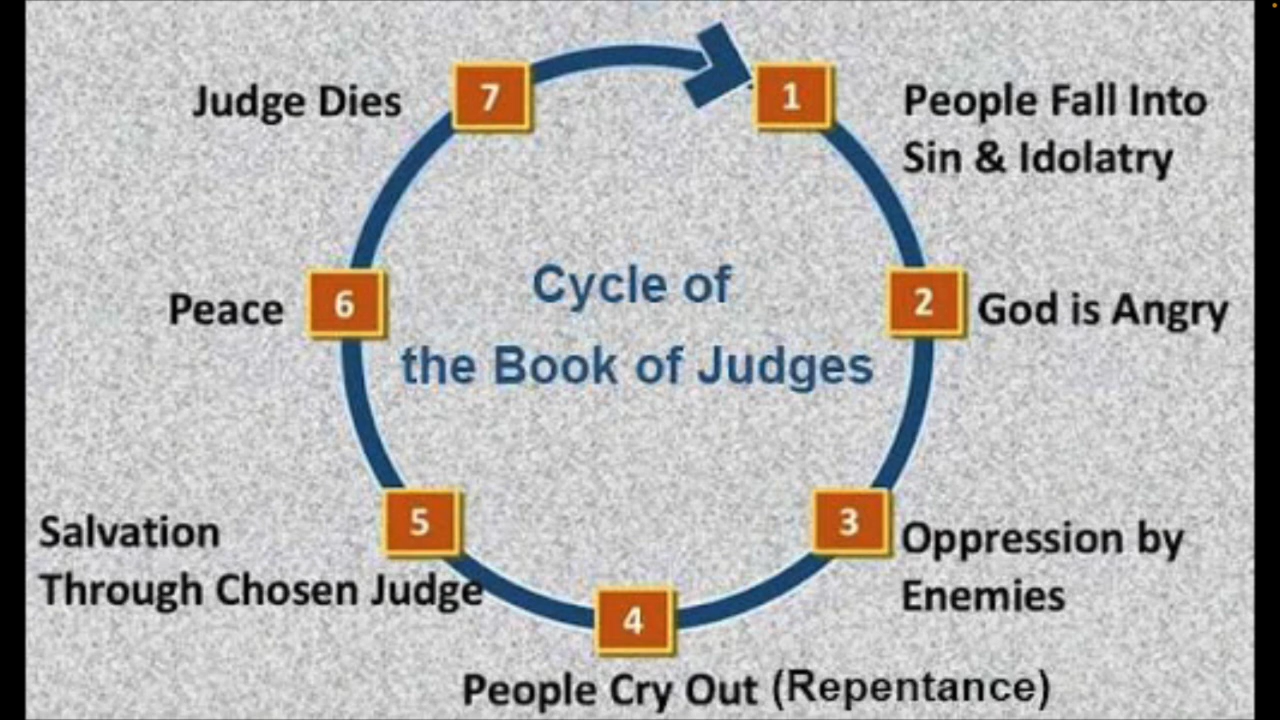 Cycle of
the Book of Judges
1
People Fall Into
Sin & Idolatry
2
God is Angry
3
Oppression by
Enemies
4
People Cry Out (Repentance)
5
Salvation
Through Chosen Judge
6
Peace
7
Judge Dies